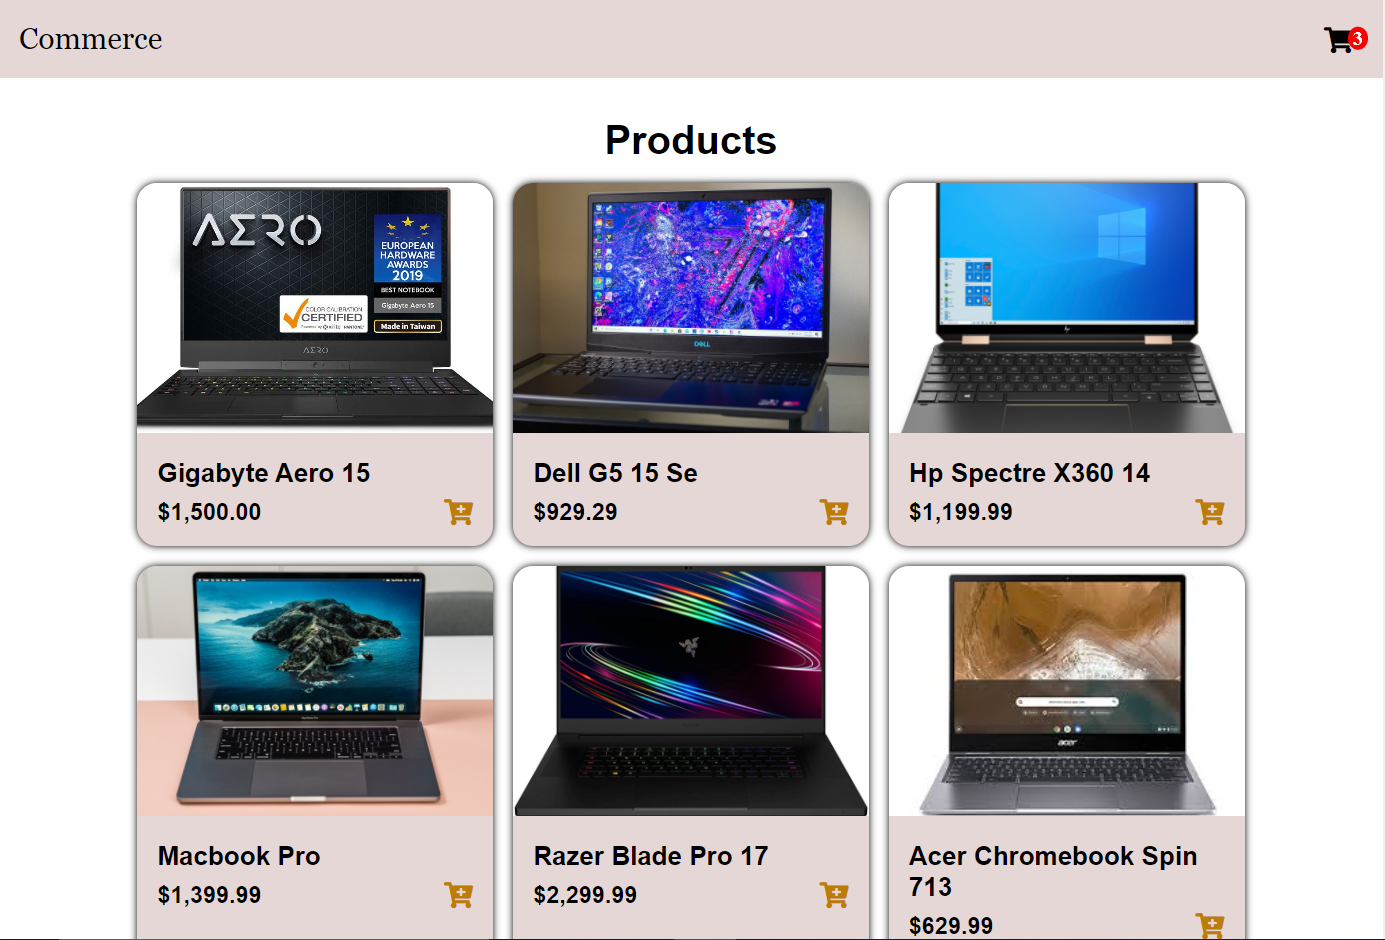 Commerce
3
Products
AERO
EUROPEAN
HARDWARE
AWARDS
2019
BEST NOTEBOOK
Gigabyte Aero 15
COLOR CALIBRATION
CERTIFIED
Made in Taiwan
AERO
DELL
hp
Gigabyte Aero 15
$1,500.00
Dell G5 15 Se
$929.29
Hp Spectre X360 14
$1,199.99
acer
Macbook Pro
$1,399.99
Razer Blade Pro 17
$2,299.99
Acer Chromebook Spin
713
$629.99